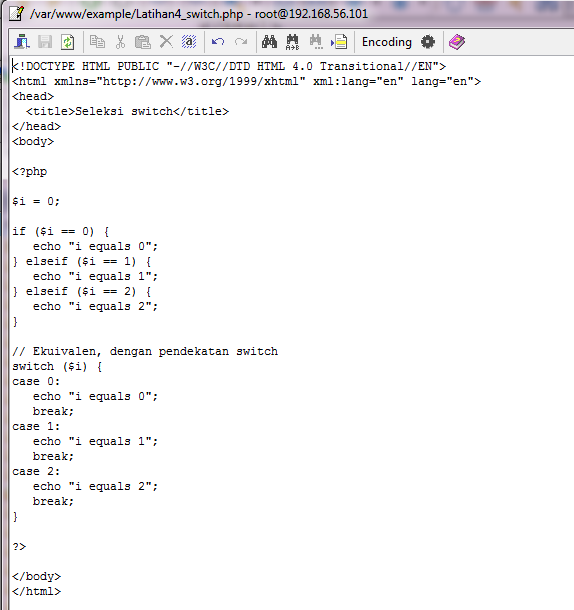 /var/www/example/Latihan4_switch.php - root@192.168.56.101
Encoding
<!DOCTYPE HTML PUBLIC "-//W3C//DTD HTML 4.0 Transitional//EN">
<html xmlns="http://www.w3.org/1999/xhtml" xml:lang="en" lang="en">
<head>
  <title>Seleksi switch</title>
</head>
<body>

<?php

$i = 0;

if ($i == 0) {
   echo "i equals 0";
} elseif ($i == 1) {
   echo "i equals 1";
} elseif ($i == 2) {
   echo "i equals 2";
}

// Ekuivalen, dengan pendekatan switch
switch ($i) {
case 0:
   echo "i equals 0";
   break;
case 1:
   echo "i equals 1";
   break;
case 2:
   echo "i equals 2";
   break;
}

?>

</body>
</html>